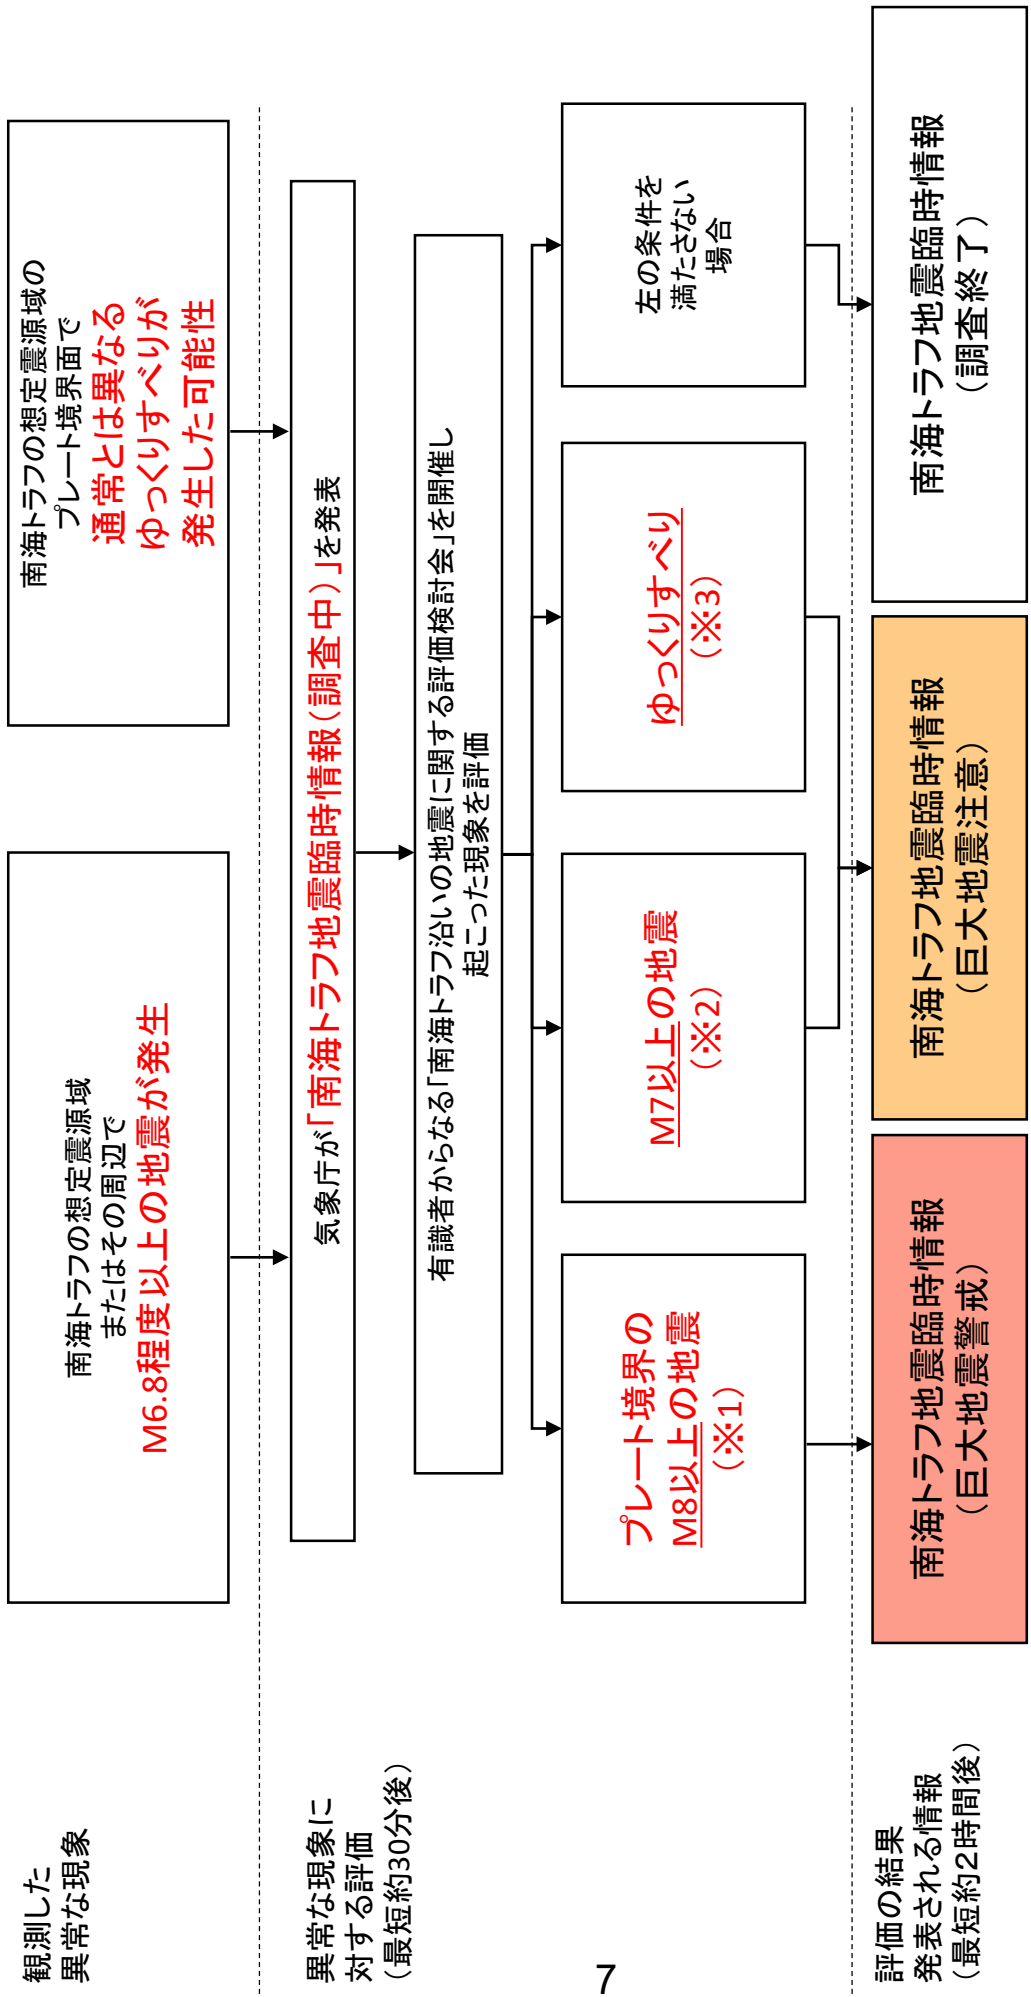 観測した
異常な現象
南海トラフの想定震源域
またはその周辺で
M6.8程度以上の地震が発生
南海トラフの想定震源域の
プレート境界面で
通常とは異なる
ゆっくりすべりが
発生した可能性
異常な現象に
対する評価
（最短約30分後）
気象庁が「南海トラフ地震臨時情報（調査中）」を発表
有識者からなる「南海トラフ沿いの地震に関する評価検討会」を開催し
起こった現象を評価
プレート境界の
M8以上の地震
（※1）
M7以上の地震
（※2）
ゆっくりすべり
（※3）
左の条件を
満たさない
場合
評価の結果
発表される情報
（最短約２時間後）
南海トラフ地震臨時情報
（巨大地震警戒）
南海トラフ地震臨時情報
（巨大地震注意）
南海トラフ地震臨時情報
（調査終了）
7